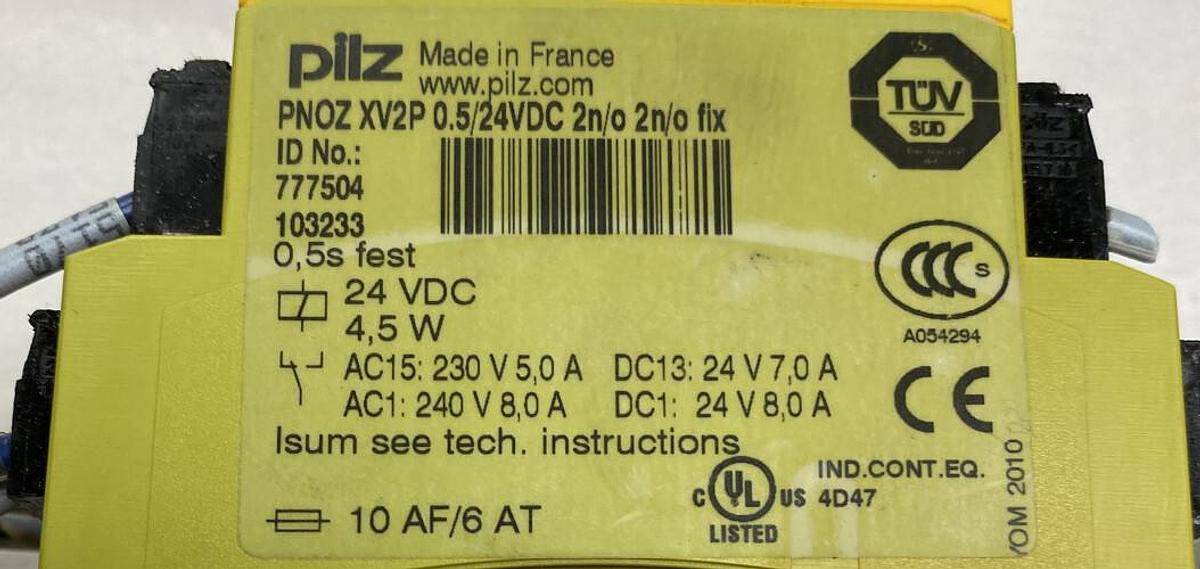 pilz Made in France
www.pilz.com
PNOZ XV2P 0.5/24VDC 2n/o 2n/o fix
ID No.:
777504
103233
0,5s fest
24 VDC
4,5 W
AC15: 230 V 5,0 A DC13: 24 V 7,0 A
AC1: 240 V 8,0 A DC1: 24 V 8,0 A
Isum see tech. instructions
10 AF/6 AT
TÜV
SÜD
CCC S
A054294
CE
C UL US
LISTED
IND.CONT.EQ.
4D47
YOM 2010
pilz